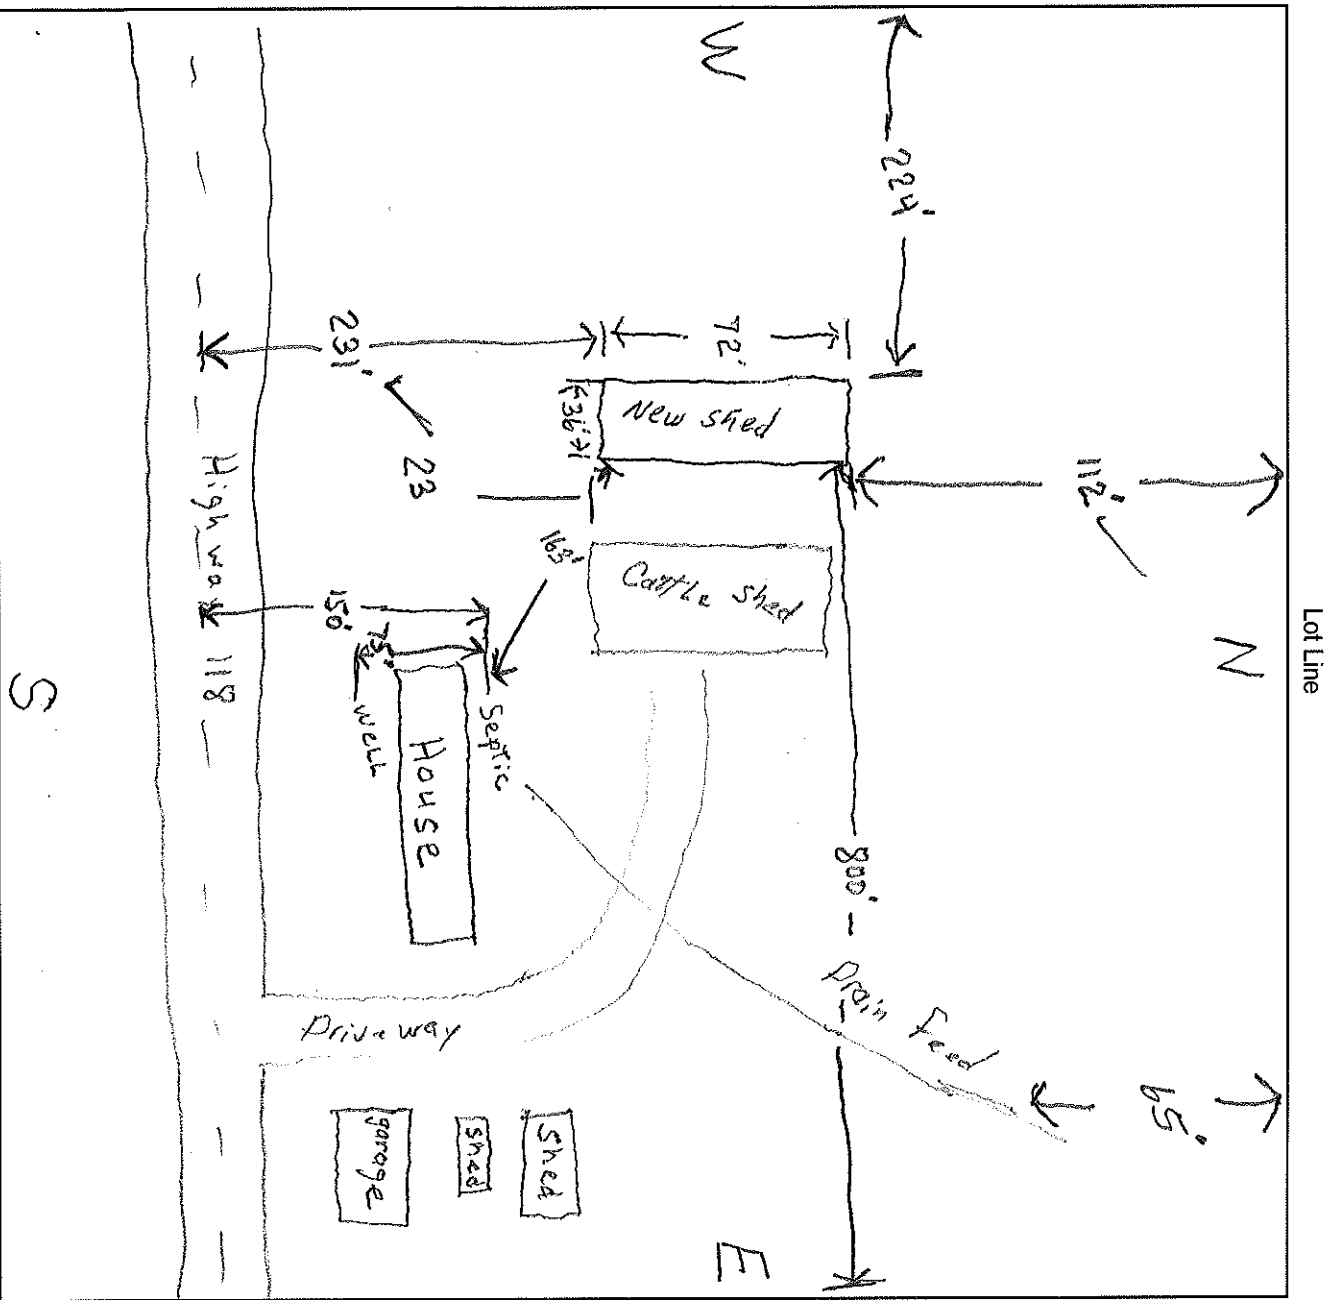 Lot Line
N
W
E
S
224'
112'
65'
72'
New shed
36'
231'
23
165'
Cattle shed
800'
Drain Feed
150'
75'
Septic
Well
House
Highway 118
Driveway
Shed
Shed
garage